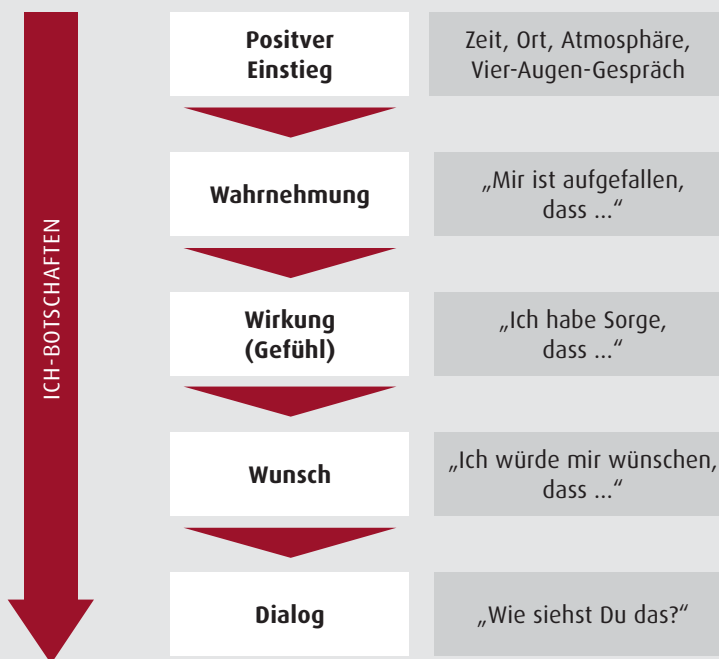 ICH-BOTSCHAFTEN
Positver
Einstieg
Zeit, Ort, Atmosphäre,
Vier-Augen-Gespräch
Wahrnehmung
„Mir ist aufgefallen,
dass ...“
Wirkung
(Gefühl)
„Ich habe Sorge,
dass ...“
Wunsch
„Ich würde mir wünschen,
dass ...“
Dialog
„Wie siehst Du das?“